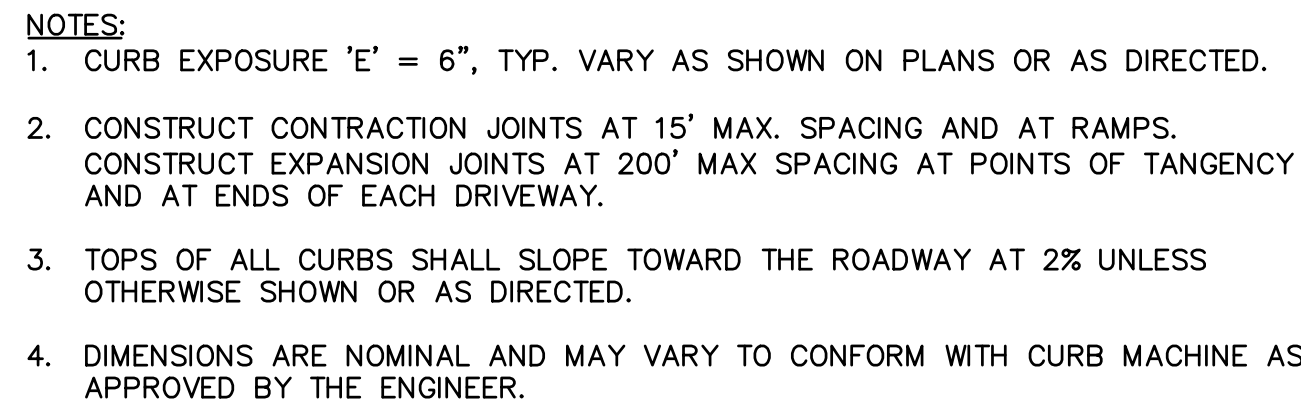 NOTES:
1. CURB EXPOSURE 'E' = 6", TYP. VARY AS SHOWN ON PLANS OR AS DIRECTED.
2. CONSTRUCT CONTRACTION JOINTS AT 15' MAX. SPACING AND AT RAMPS.
CONSTRUCT EXPANSION JOINTS AT 200' MAX SPACING AT POINTS OF TANGENCY
AND AT ENDS OF EACH DRIVEWAY.
3. TOPS OF ALL CURBS SHALL SLOPE TOWARD THE ROADWAY AT 2% UNLESS
OTHERWISE SHOWN OR AS DIRECTED.
4. DIMENSIONS ARE NOMINAL AND MAY VARY TO CONFORM WITH CURB MACHINE AS
APPROVED BY THE ENGINEER.